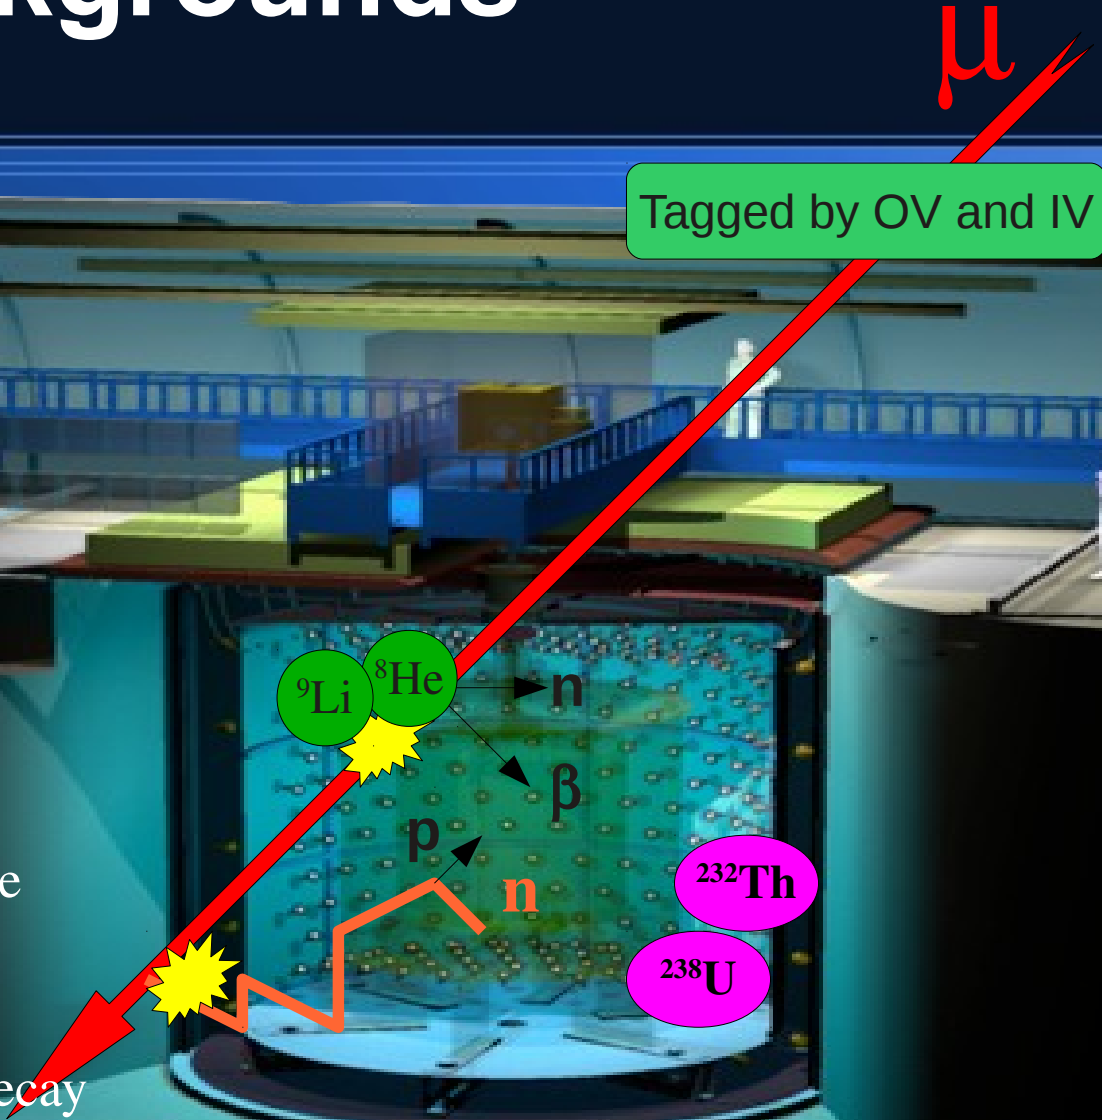 kgrounds
μ
Tagged by OV and IV
⁹Li
⁸He
n
β
p
n
²³²Th
²³⁸U
e
ecay